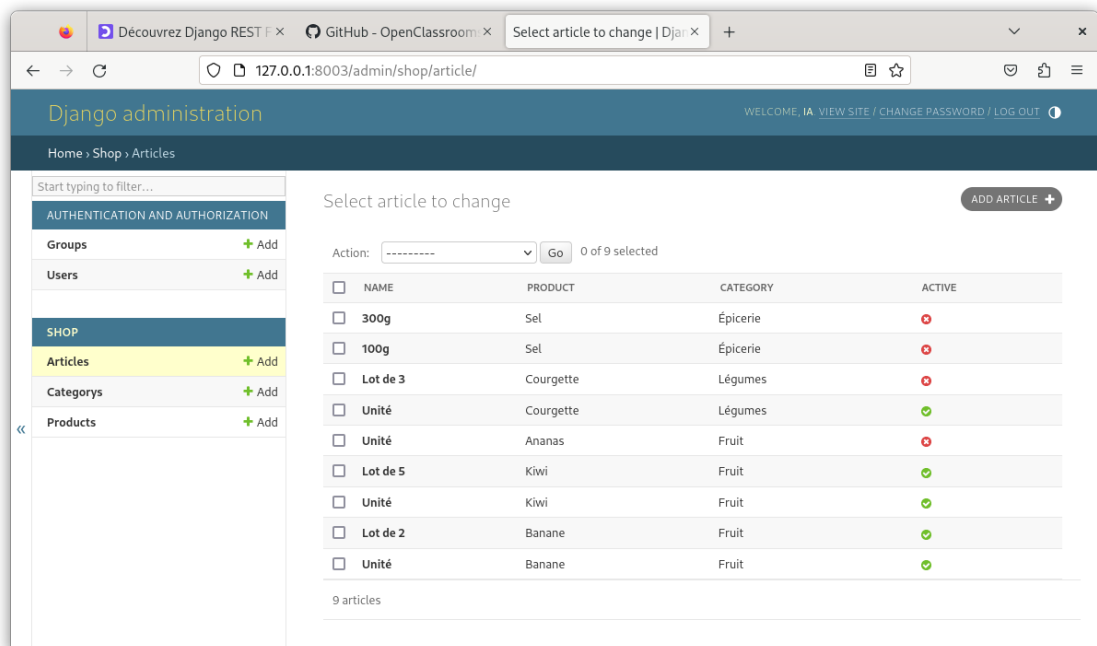 Découvrez Django REST F
GitHub - OpenClassroom
Select article to change | Djan
127.0.0.1:8003/admin/shop/article/
Django administration
WELCOME, IA VIEW SITE / CHANGE PASSWORD / LOG OUT
Home › Shop › Articles
Start typing to filter...
AUTHENTICATION AND AUTHORIZATION
Groups + Add
Users + Add
SHOP
Articles + Add
Categorys + Add
Products + Add
«
Select article to change
ADD ARTICLE +
Action: --------- Go 0 of 9 selected
NAME PRODUCT CATEGORY ACTIVE
300g Sel Épicerie
100g Sel Épicerie
Lot de 3 Courgette Légumes
Unité Courgette Légumes
Unité Ananas Fruit
Lot de 5 Kiwi Fruit
Unité Kiwi Fruit
Lot de 2 Banane Fruit
Unité Banane Fruit
9 articles